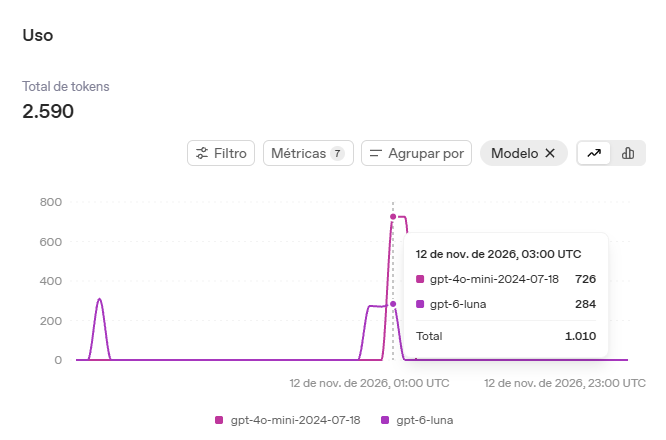 Uso
Total de tokens
2.590
Filtro
Métricas 7
Agrupar por
Modelo
800
600
400
200
0
12 de nov. de 2026, 03:00 UTC
gpt-4o-mini-2024-07-18 726
gpt-6-luna 284
Total 1.010
12 de nov. de 2026, 01:00 UTC
12 de nov. de 2026, 23:00 UTC
gpt-4o-mini-2024-07-18
gpt-6-luna